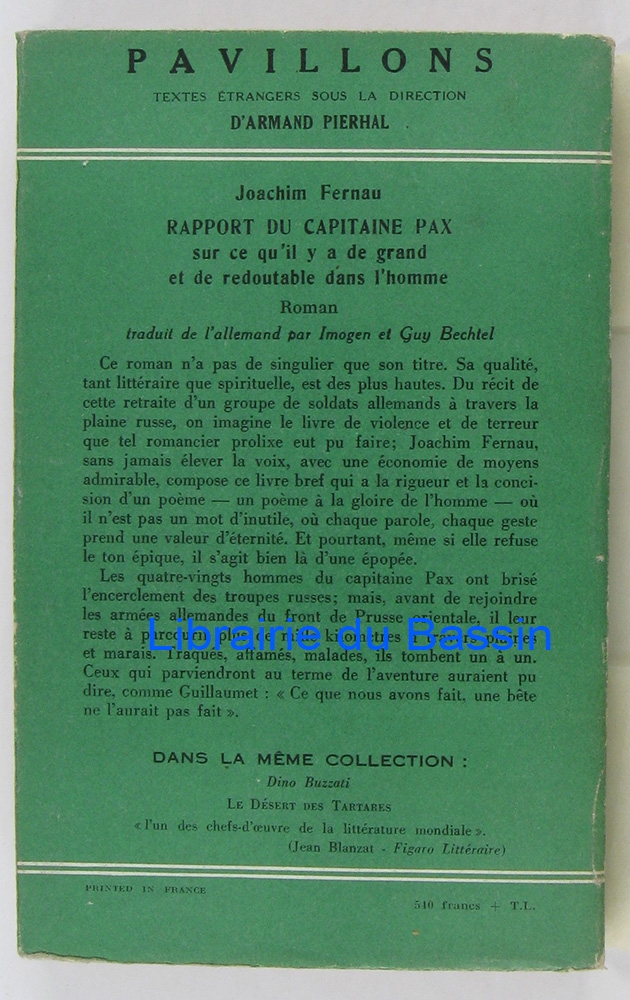 PAVILLONS
TEXTES ÉTRANGERS SOUS LA DIRECTION
D'ARMAND PIERHAL
Joachim Fernau
RAPPORT DU CAPITAINE PAX
sur ce qu'il y a de grand
et de redoutable dans l'homme
Roman
traduit de l'allemand par Imogen et Guy Bechtel
Ce roman n'a pas de singulier que son titre. Sa qualité,
tant littéraire que spirituelle, est des plus hautes. Du récit de
cette retraite d'un groupe de soldats allemands à travers la
plaine russe, on imagine le livre de violence et de terreur
que tel romancier prolixe eut pu faire; Joachim Fernau,
sans jamais élever la voix, avec une économie de moyens
admirable, compose ce livre bref qui a la rigueur et la conci-
sion d'un poème — un poème à la gloire de l'homme — où
il n'est pas un mot d'inutile, où chaque parole, chaque geste
prend une valeur d'éternité. Et pourtant, même si elle refuse
le ton épique, il s'agit bien là d'une épopée.
Les quatre-vingts hommes du capitaine Pax ont brisé
l'encerclement des troupes russes; mais, avant de rejoindre
les armées allemandes du front de Prusse orientale, il leur
reste à parcourir plus de mille kilomètres à travers plaines
Librairie du Bassin
et marais. Traqués, affamés, malades, ils tombent un à un.
Ceux qui parviendront au terme de l'aventure auraient pu
dire, comme Guillaumet : « Ce que nous avons fait, une bête
ne l'aurait pas fait ».
DANS LA MÊME COLLECTION :
Dino Buzzati
LE DÉSERT DES TARTARES
« l'un des chefs-d'œuvre de la littérature mondiale ».
(Jean Blanzat - Figaro Littéraire)
PRINTED IN FRANCE
540 francs + T.L.